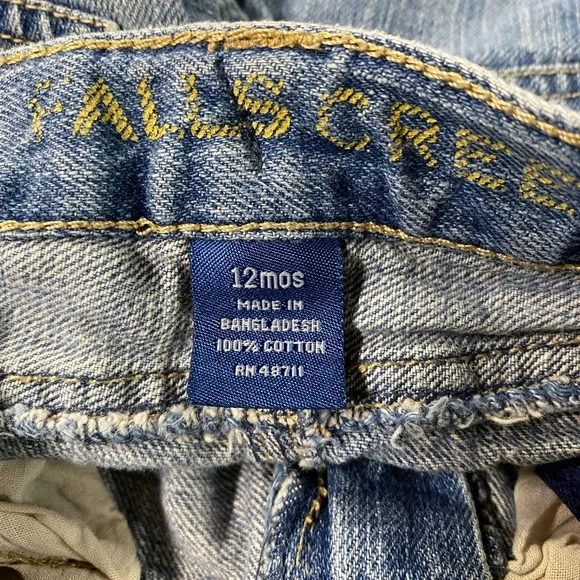 FALLS CREE
12mos
MADE IN
BANGLADESH
100% COTTON
RN 48711